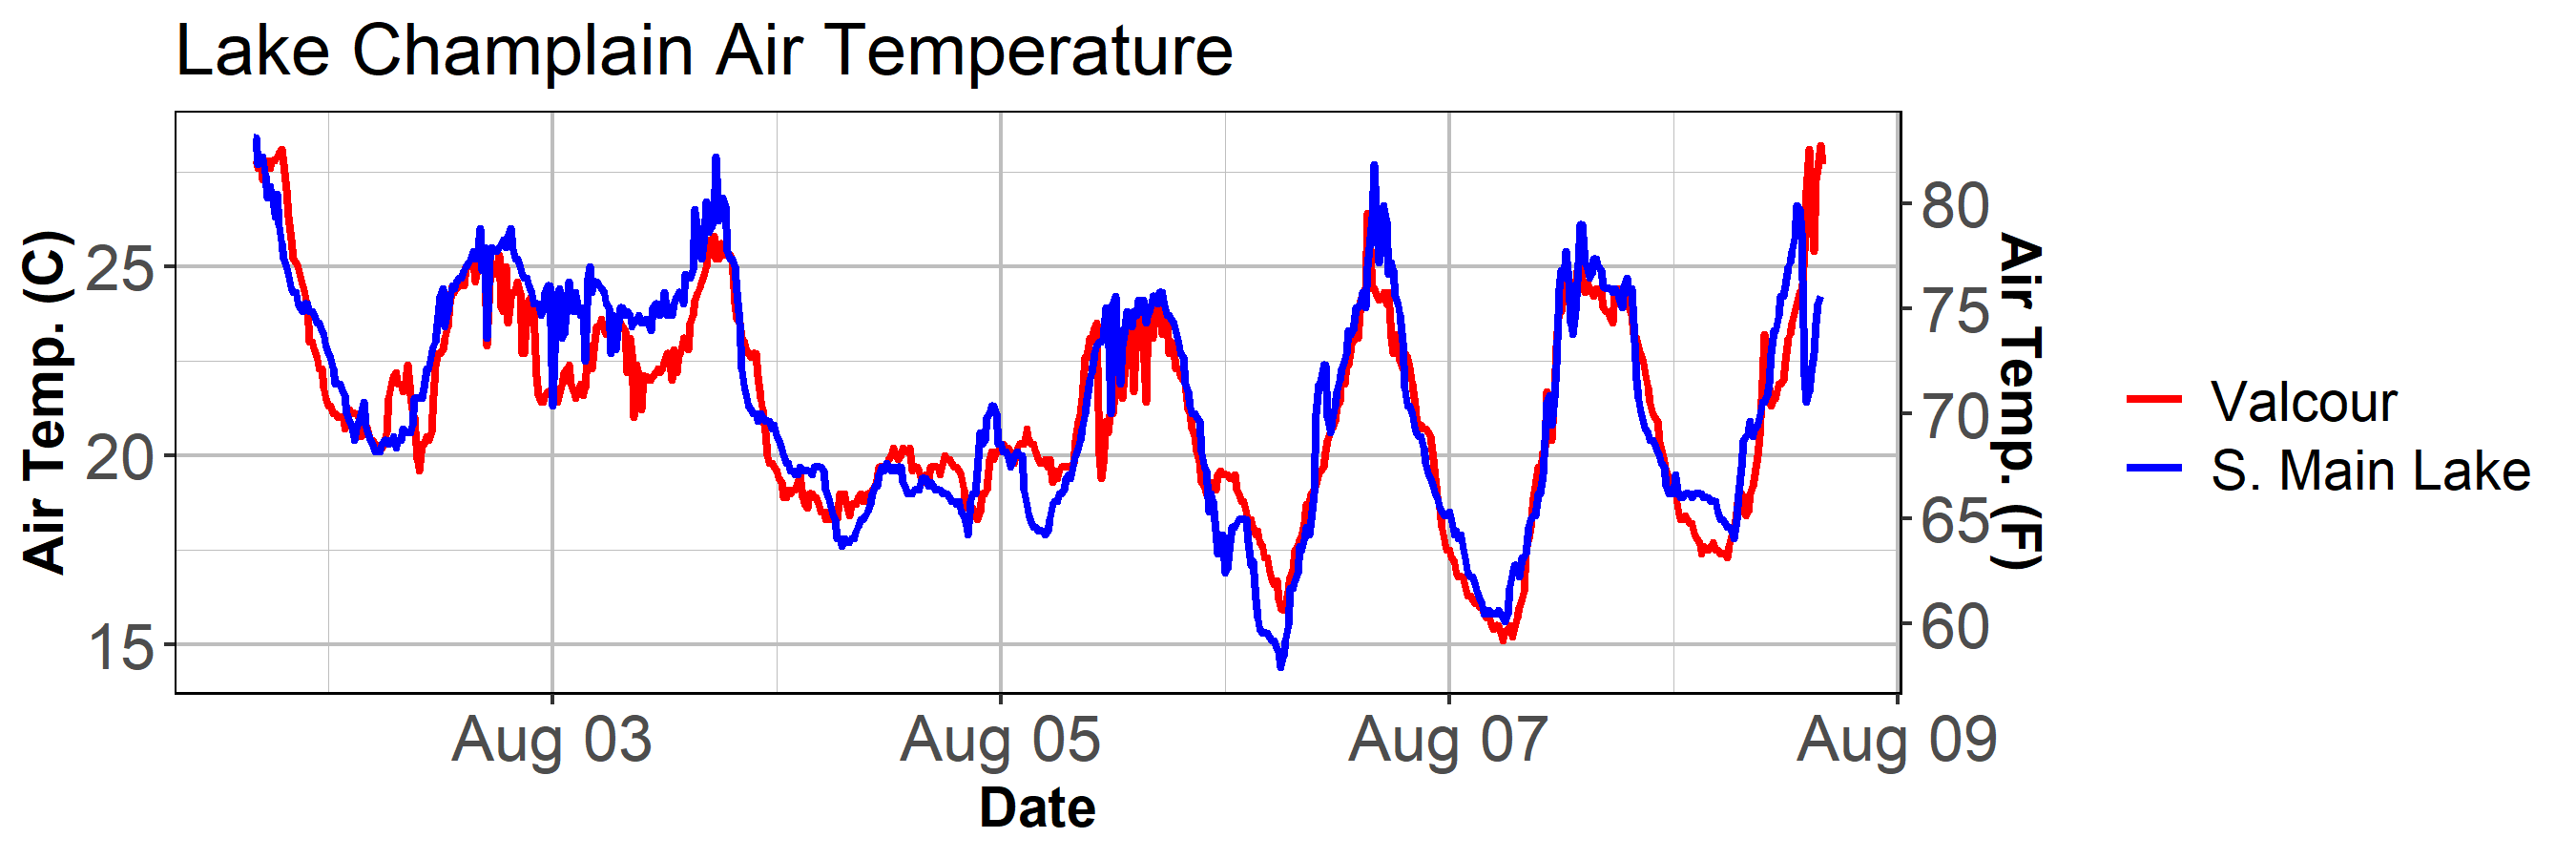 Lake Champlain Air Temperature
Air Temp. (C)
25
20
15
80
75
70
65
60
Air Temp. (F)
Aug 03
Aug 05
Aug 07
Aug 09
Date
Valcour
S. Main Lake